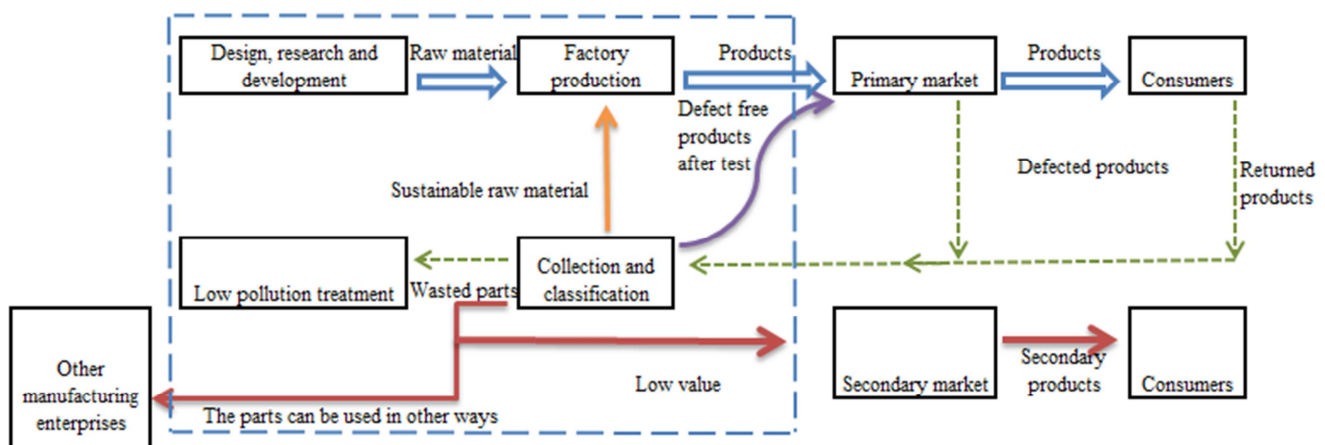 Design, research and
development
Raw material
Factory
production
Products
Primary market
Products
Consumers
Defect free
products
after test
Defected products
Returned
products
Sustainable raw material
Low pollution treatment
Wasted parts
Collection and
classification
Other
manufacturing
enterprises
The parts can be used in other ways
Low value
Secondary market
Secondary
products
Consumers